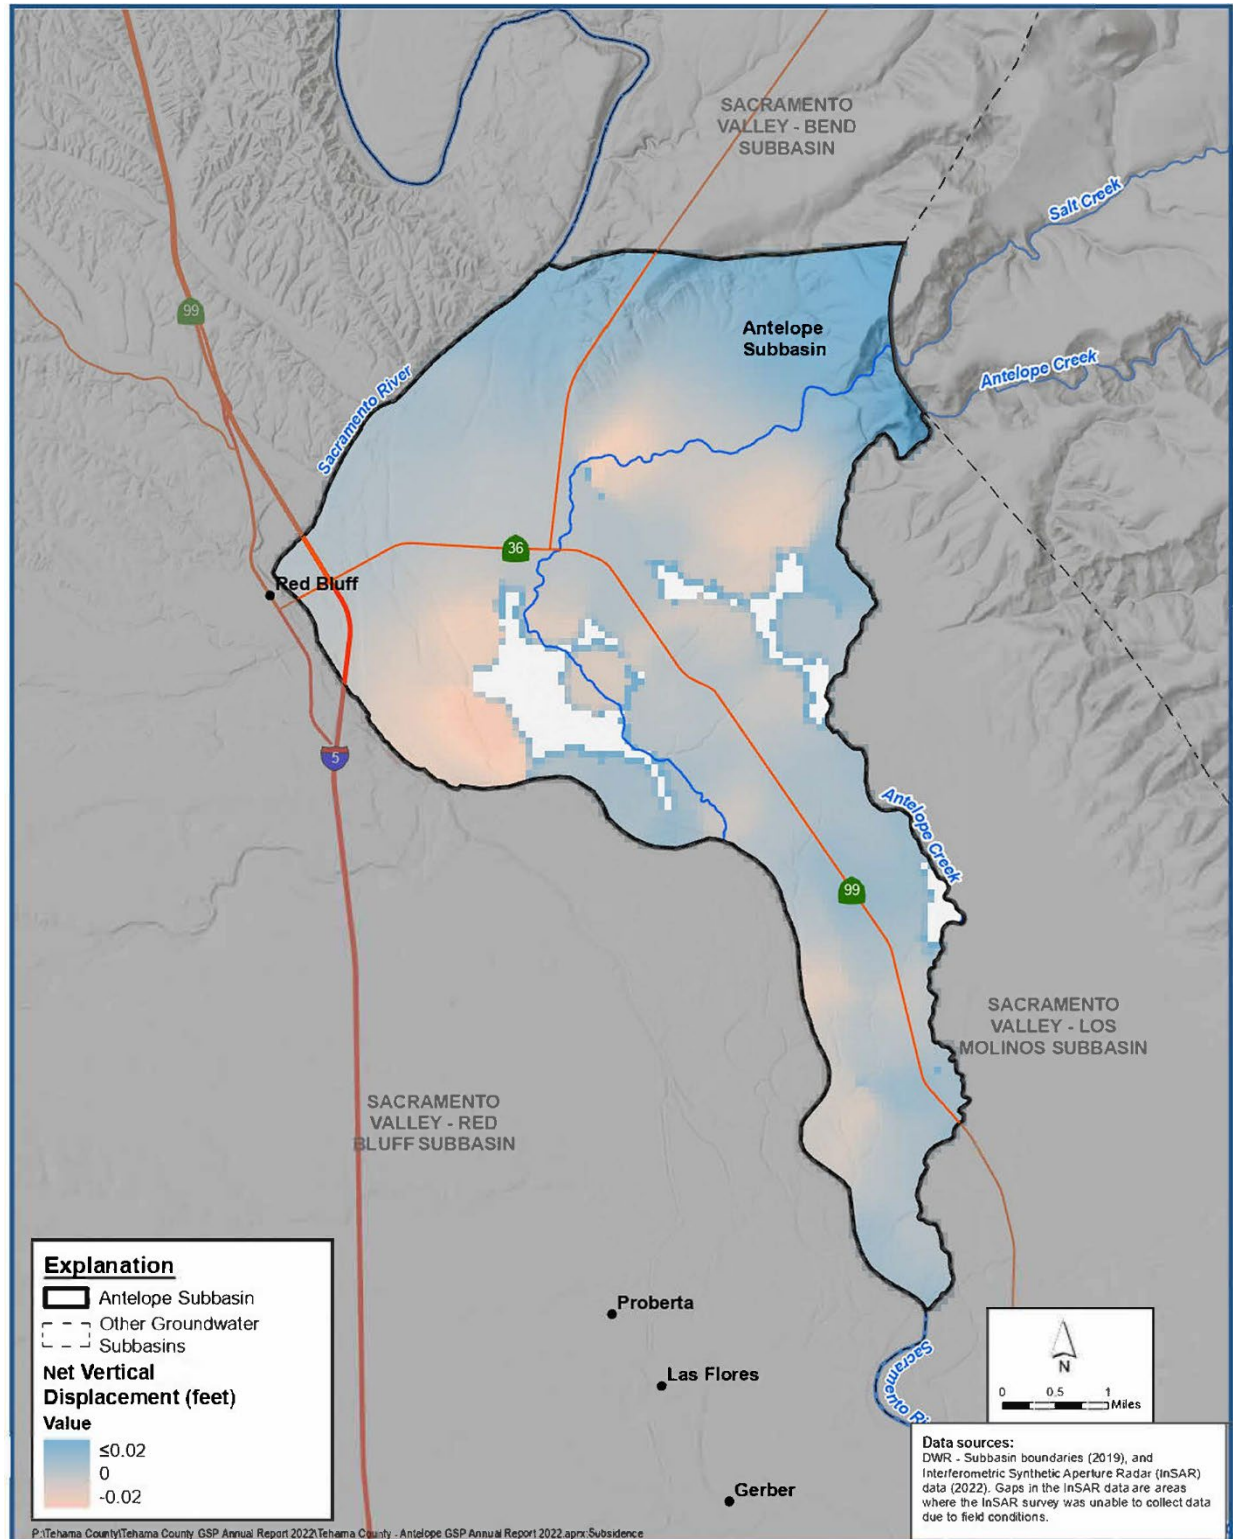 SACRAMENTO
VALLEY - BEND
SUBBASIN
Salt Creek
99
Antelope
Subbasin
Antelope Creek
Sacramento River
36
Red Bluff
5
Antelope Creek
99
SACRAMENTO
VALLEY - LOS
MOLINOS SUBBASIN
SACRAMENTO
VALLEY - RED
BLUFF SUBBASIN
Explanation
Antelope Subbasin
Other Groundwater
Subbasins
Net Vertical
Displacement (feet)
Value
≤0.02
0
-0.02
Proberta
Las Flores
Gerber
Sacramento Ri
N
0 0.5 1
Miles
Data sources:
DWR - Subbasin boundaries (2019), and
Interferometric Synthetic Aperture Radar (InSAR)
data (2022). Gaps in the InSAR data are areas
where the InSAR survey was unable to collect data
due to field conditions.
P:\Tehama County\Tehama County GSP Annual Report 2022\Tehama County - Antelope GSP Annual Report 2022.aprx:Subsidence